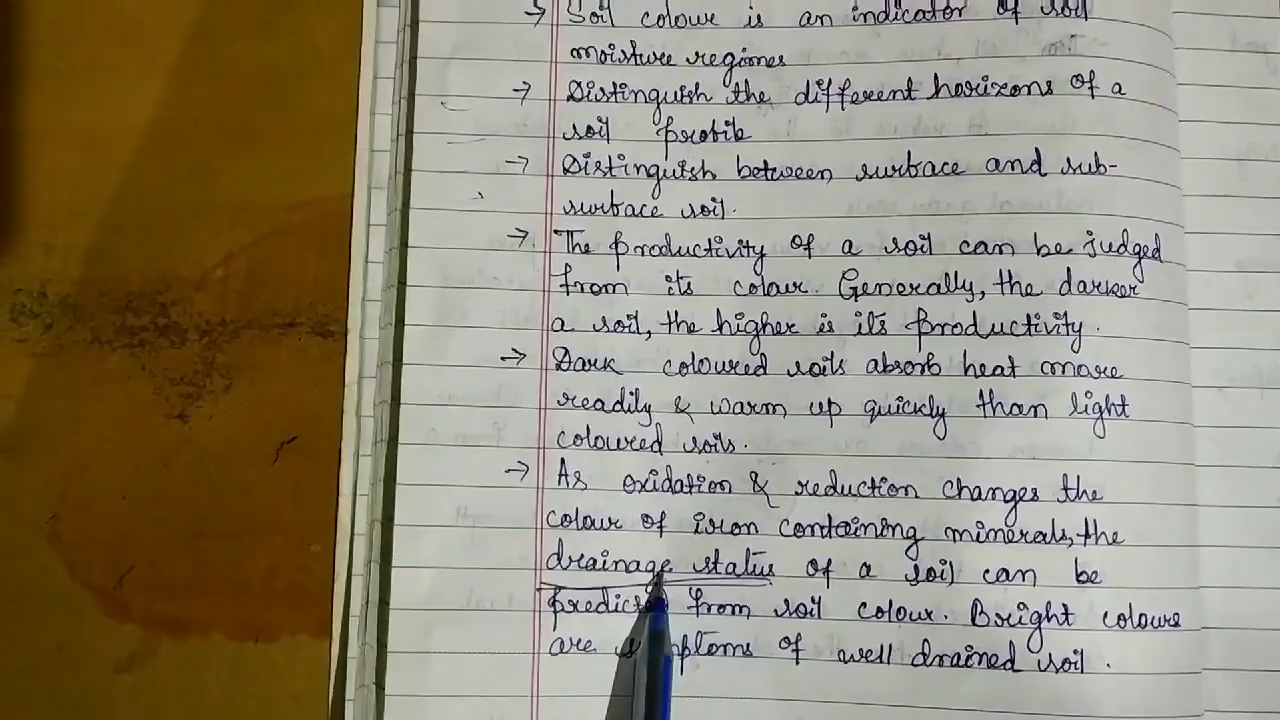 → Soil colour is an indicator of soil
moisture regimes
→ Distinguish the different horizons of a
soil profile
→ Distinguish between surface and sub-
surface soil.
→ The productivity of a soil can be judged
from its colour. Generally, the darker
a soil, the higher is its productivity.
→ Dark coloured soils absorb heat more
readily & warm up quickly than light
coloured soils.
→ As oxidation & reduction changes the
colour of iron containing minerals, the
drainage status of a soil can be
from soil colour. Bright colours
are of well drained soil.